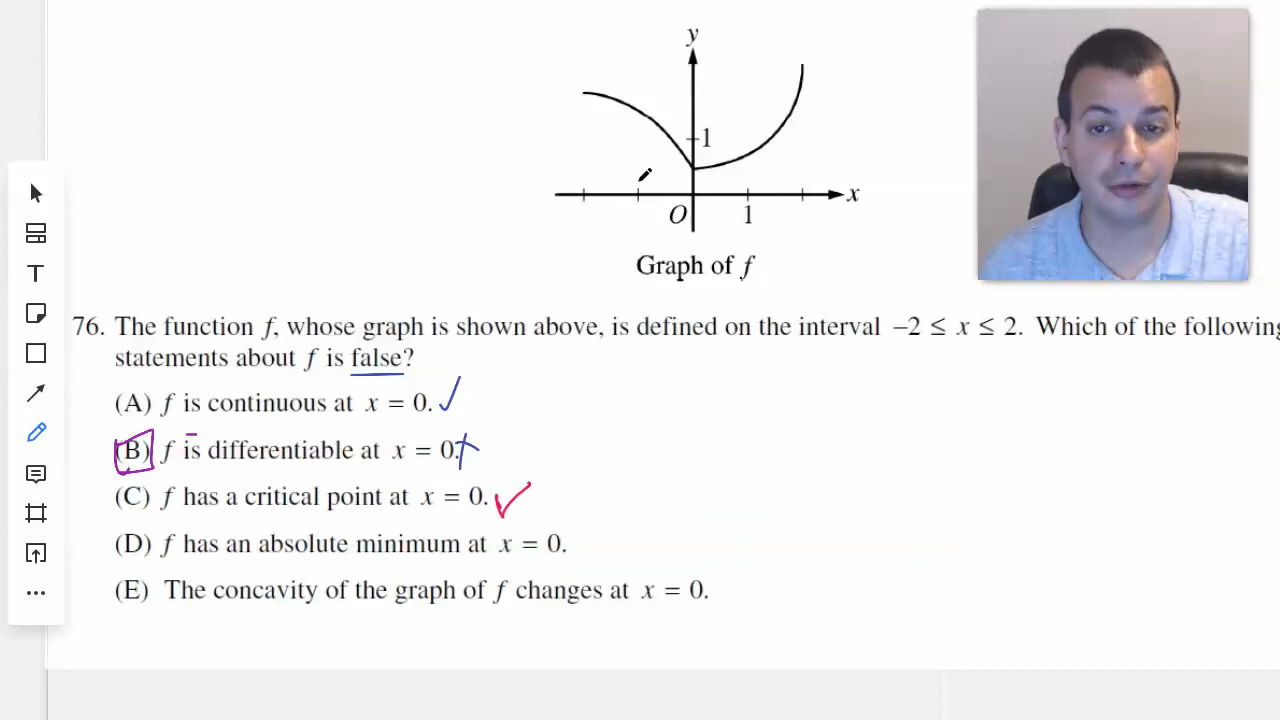 y
1
x
O
1
Graph of f
76. The function f, whose graph is shown above, is defined on the interval −2 ≤ x ≤ 2. Which of the following
statements about f is false?
(A) f is continuous at x = 0.
(B) f is differentiable at x = 0.
(C) f has a critical point at x = 0.
(D) f has an absolute minimum at x = 0.
(E) The concavity of the graph of f changes at x = 0.
T